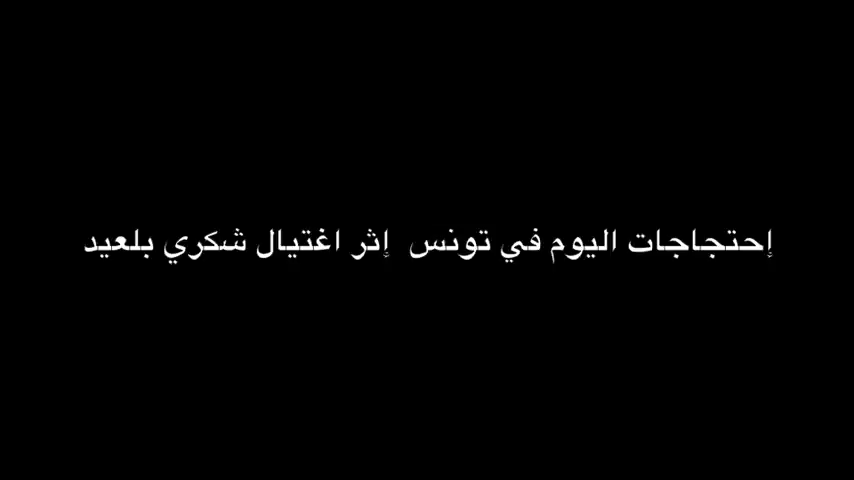 إحتجاجات اليوم في تونس إثر اغتيال شكري بلعيد